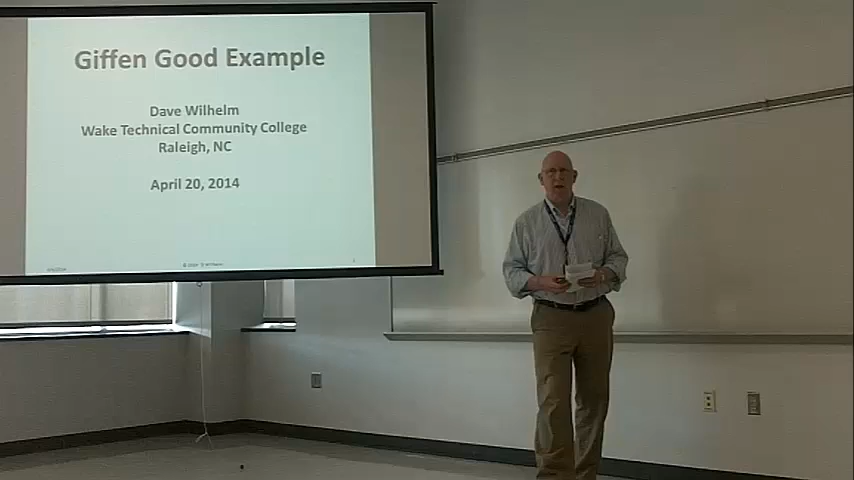 Giffen Good Example
Dave Wilhelm
Wake Technical Community College
Raleigh, NC
April 20, 2014